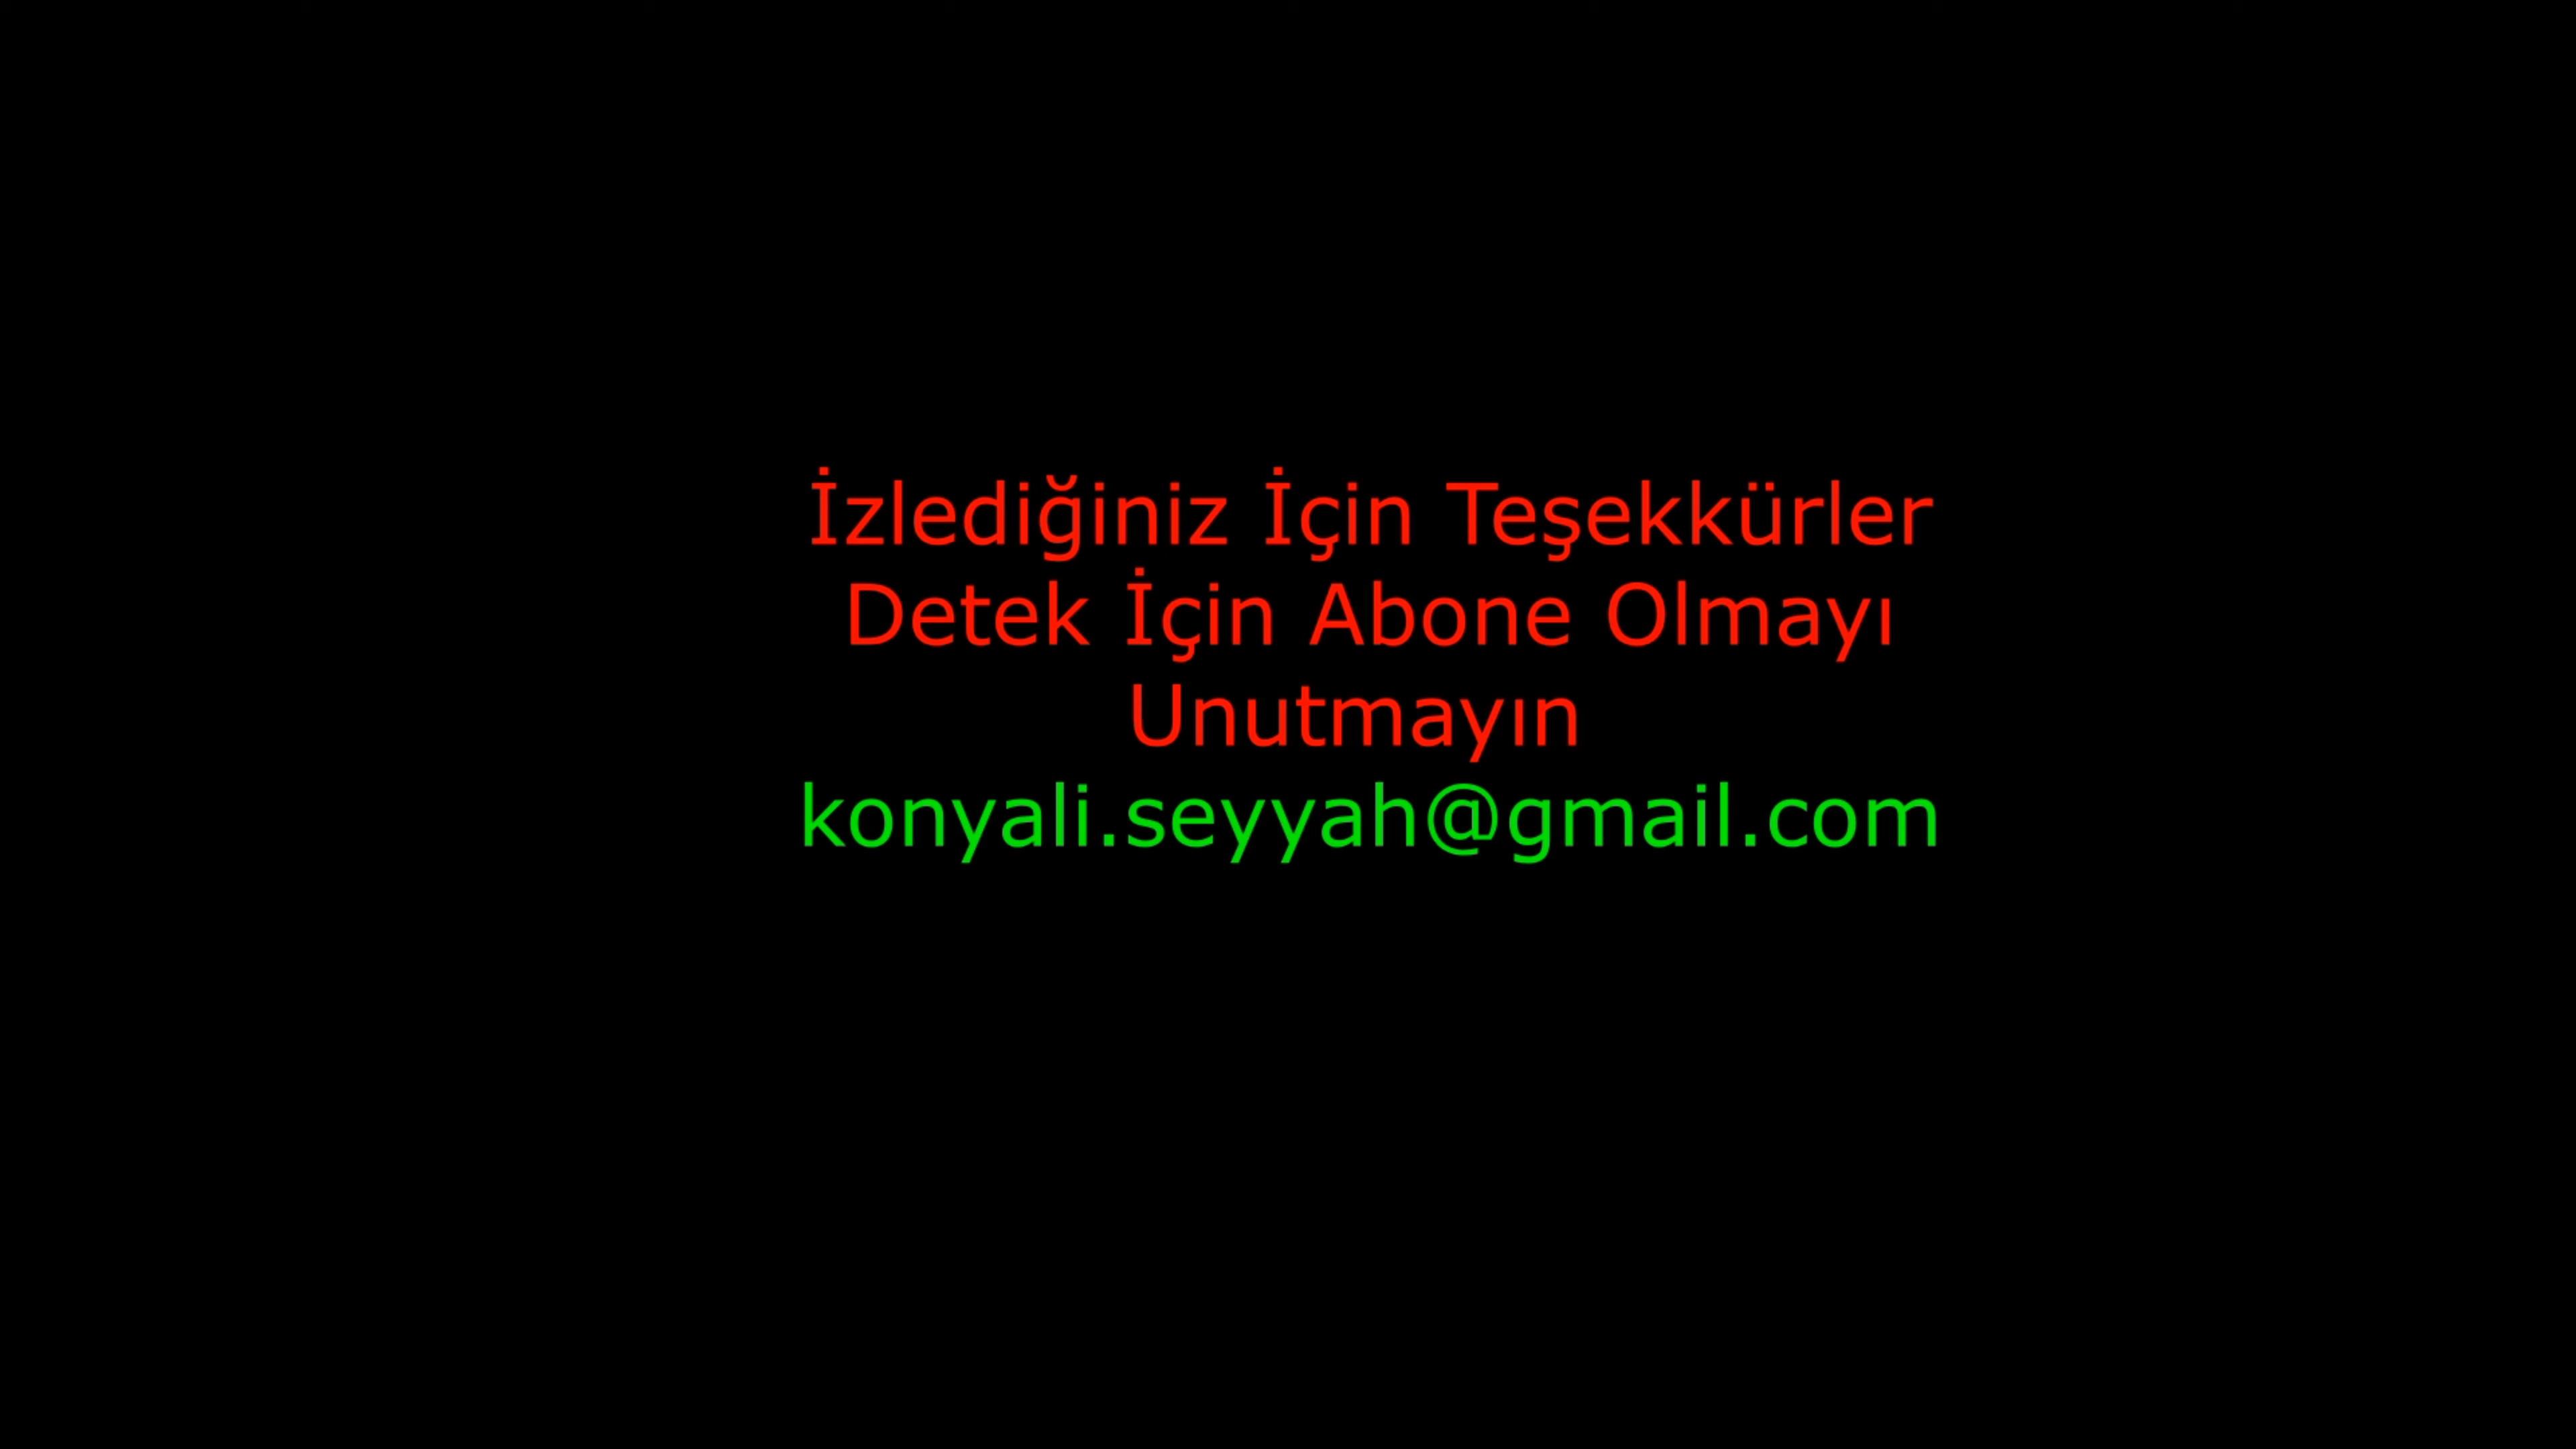 İzlediğiniz İçin Teşekkürler
Detek İçin Abone Olmayı
Unutmayın
konyali.seyyah@gmail.com